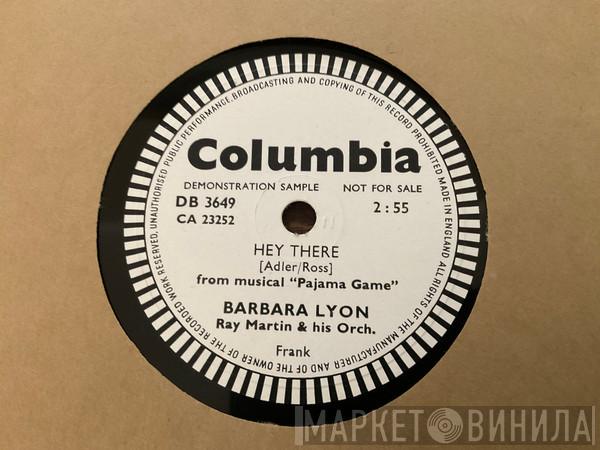 UNAUTHORISED PUBLIC PERFORMANCE, BROADCASTING AND COPYING OF THIS RECORD PROHIBITED MADE IN ENGLAND. ALL RIGHTS OF THE MANUFACTURER AND OF THE OWNER OF THE RECORDED WORK RESERVED.
Columbia
DEMONSTRATION SAMPLE NOT FOR SALE
DB 3649 2 : 55
CA 23252
HEY THERE
[Adler/Ross]
from musical "Pajama Game"
BARBARA LYON
Ray Martin & his Orch.
Frank
МАРКЕТ ВИНИЛА